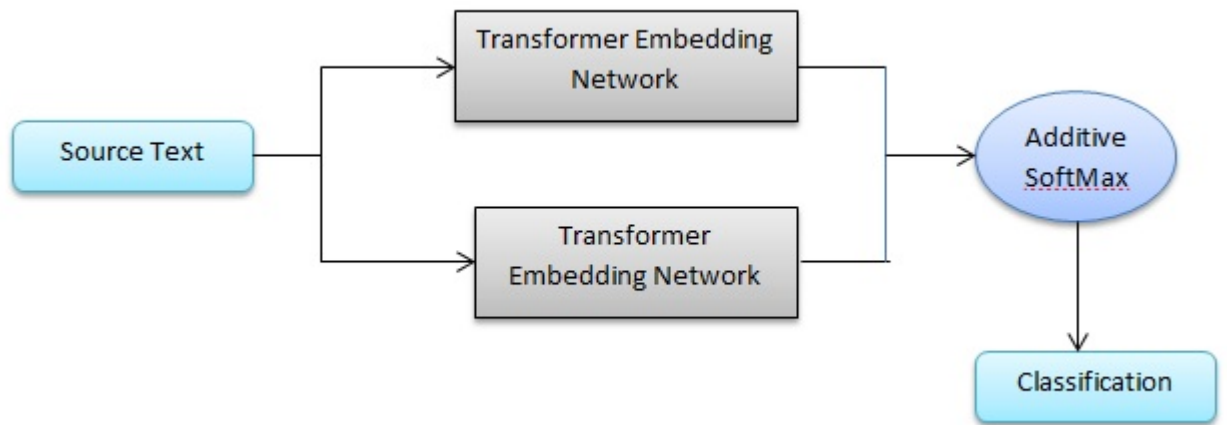 Transformer Embedding
Network
Source Text
Additive
SoftMax
Transformer
Embedding Network
Classification